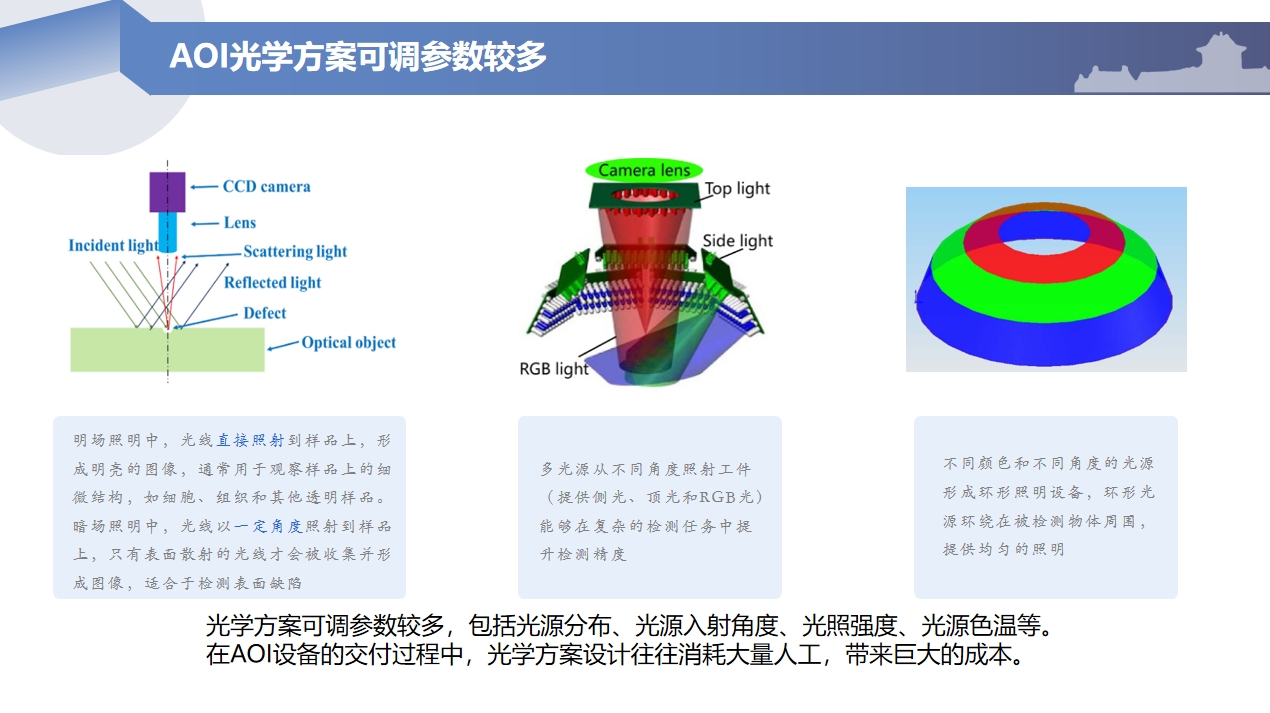 AOI光学方案可调参数较多
CCD camera
Lens
Incident light
Scattering light
Reflected light
Defect
Optical object
Camera lens
Top light
Side light
RGB light
明场照明中，光线直接照射到样品上，形
成明亮的图像，通常用于观察样品上的细
微结构，如细胞、组织和其他透明样品。
暗场照明中，光线以一定角度照射到样品
上，只有表面散射的光线才会被收集并形
成图像，适合于检测表面缺陷
多光源从不同角度照射工件
（提供侧光、顶光和RGB光）
能够在复杂的检测任务中提
升检测精度
不同颜色和不同角度的光源
形成环形照明设备，环形光
源环绕在被检测物体周围，
提供均匀的照明
光学方案可调参数较多，包括光源分布、光源入射角度、光照强度、光源色温等。
在AOI设备的交付过程中，光学方案设计往往消耗大量人工，带来巨大的成本。